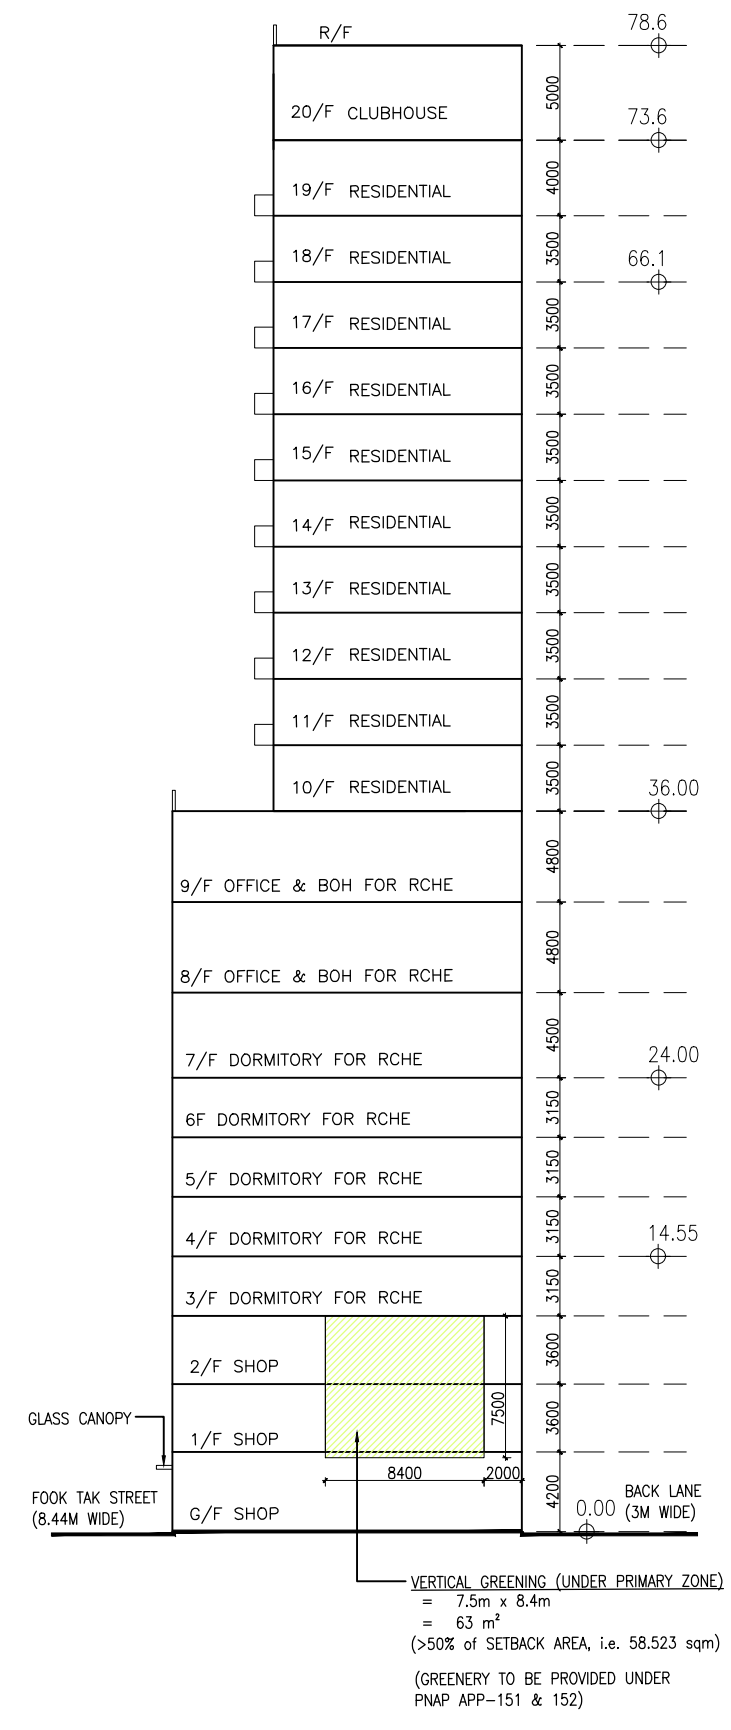 R/F
78.6
5000
20/F CLUBHOUSE
73.6
4000
19/F RESIDENTIAL
3500
18/F RESIDENTIAL
66.1
3500
17/F RESIDENTIAL
3500
16/F RESIDENTIAL
3500
15/F RESIDENTIAL
3500
14/F RESIDENTIAL
3500
13/F RESIDENTIAL
3500
12/F RESIDENTIAL
3500
11/F RESIDENTIAL
3500
10/F RESIDENTIAL
3500
36.00
4800
9/F OFFICE & BOH FOR RCHE
4800
8/F OFFICE & BOH FOR RCHE
4500
7/F DORMITORY FOR RCHE
24.00
3150
6F DORMITORY FOR RCHE
3150
5/F DORMITORY FOR RCHE
3150
4/F DORMITORY FOR RCHE
14.55
3150
3/F DORMITORY FOR RCHE
3600
2/F SHOP
7500
3600
GLASS CANOPY
1/F SHOP
8400
2000
4200
FOOK TAK STREET
(8.44M WIDE)
G/F SHOP
0.00
BACK LANE
(3M WIDE)
VERTICAL GREENING (UNDER PRIMARY ZONE)
= 7.5m x 8.4m
= 63 m²
(>50% of SETBACK AREA, i.e. 58.523 sqm)
(GREENERY TO BE PROVIDED UNDER
PNAP APP-151 & 152)